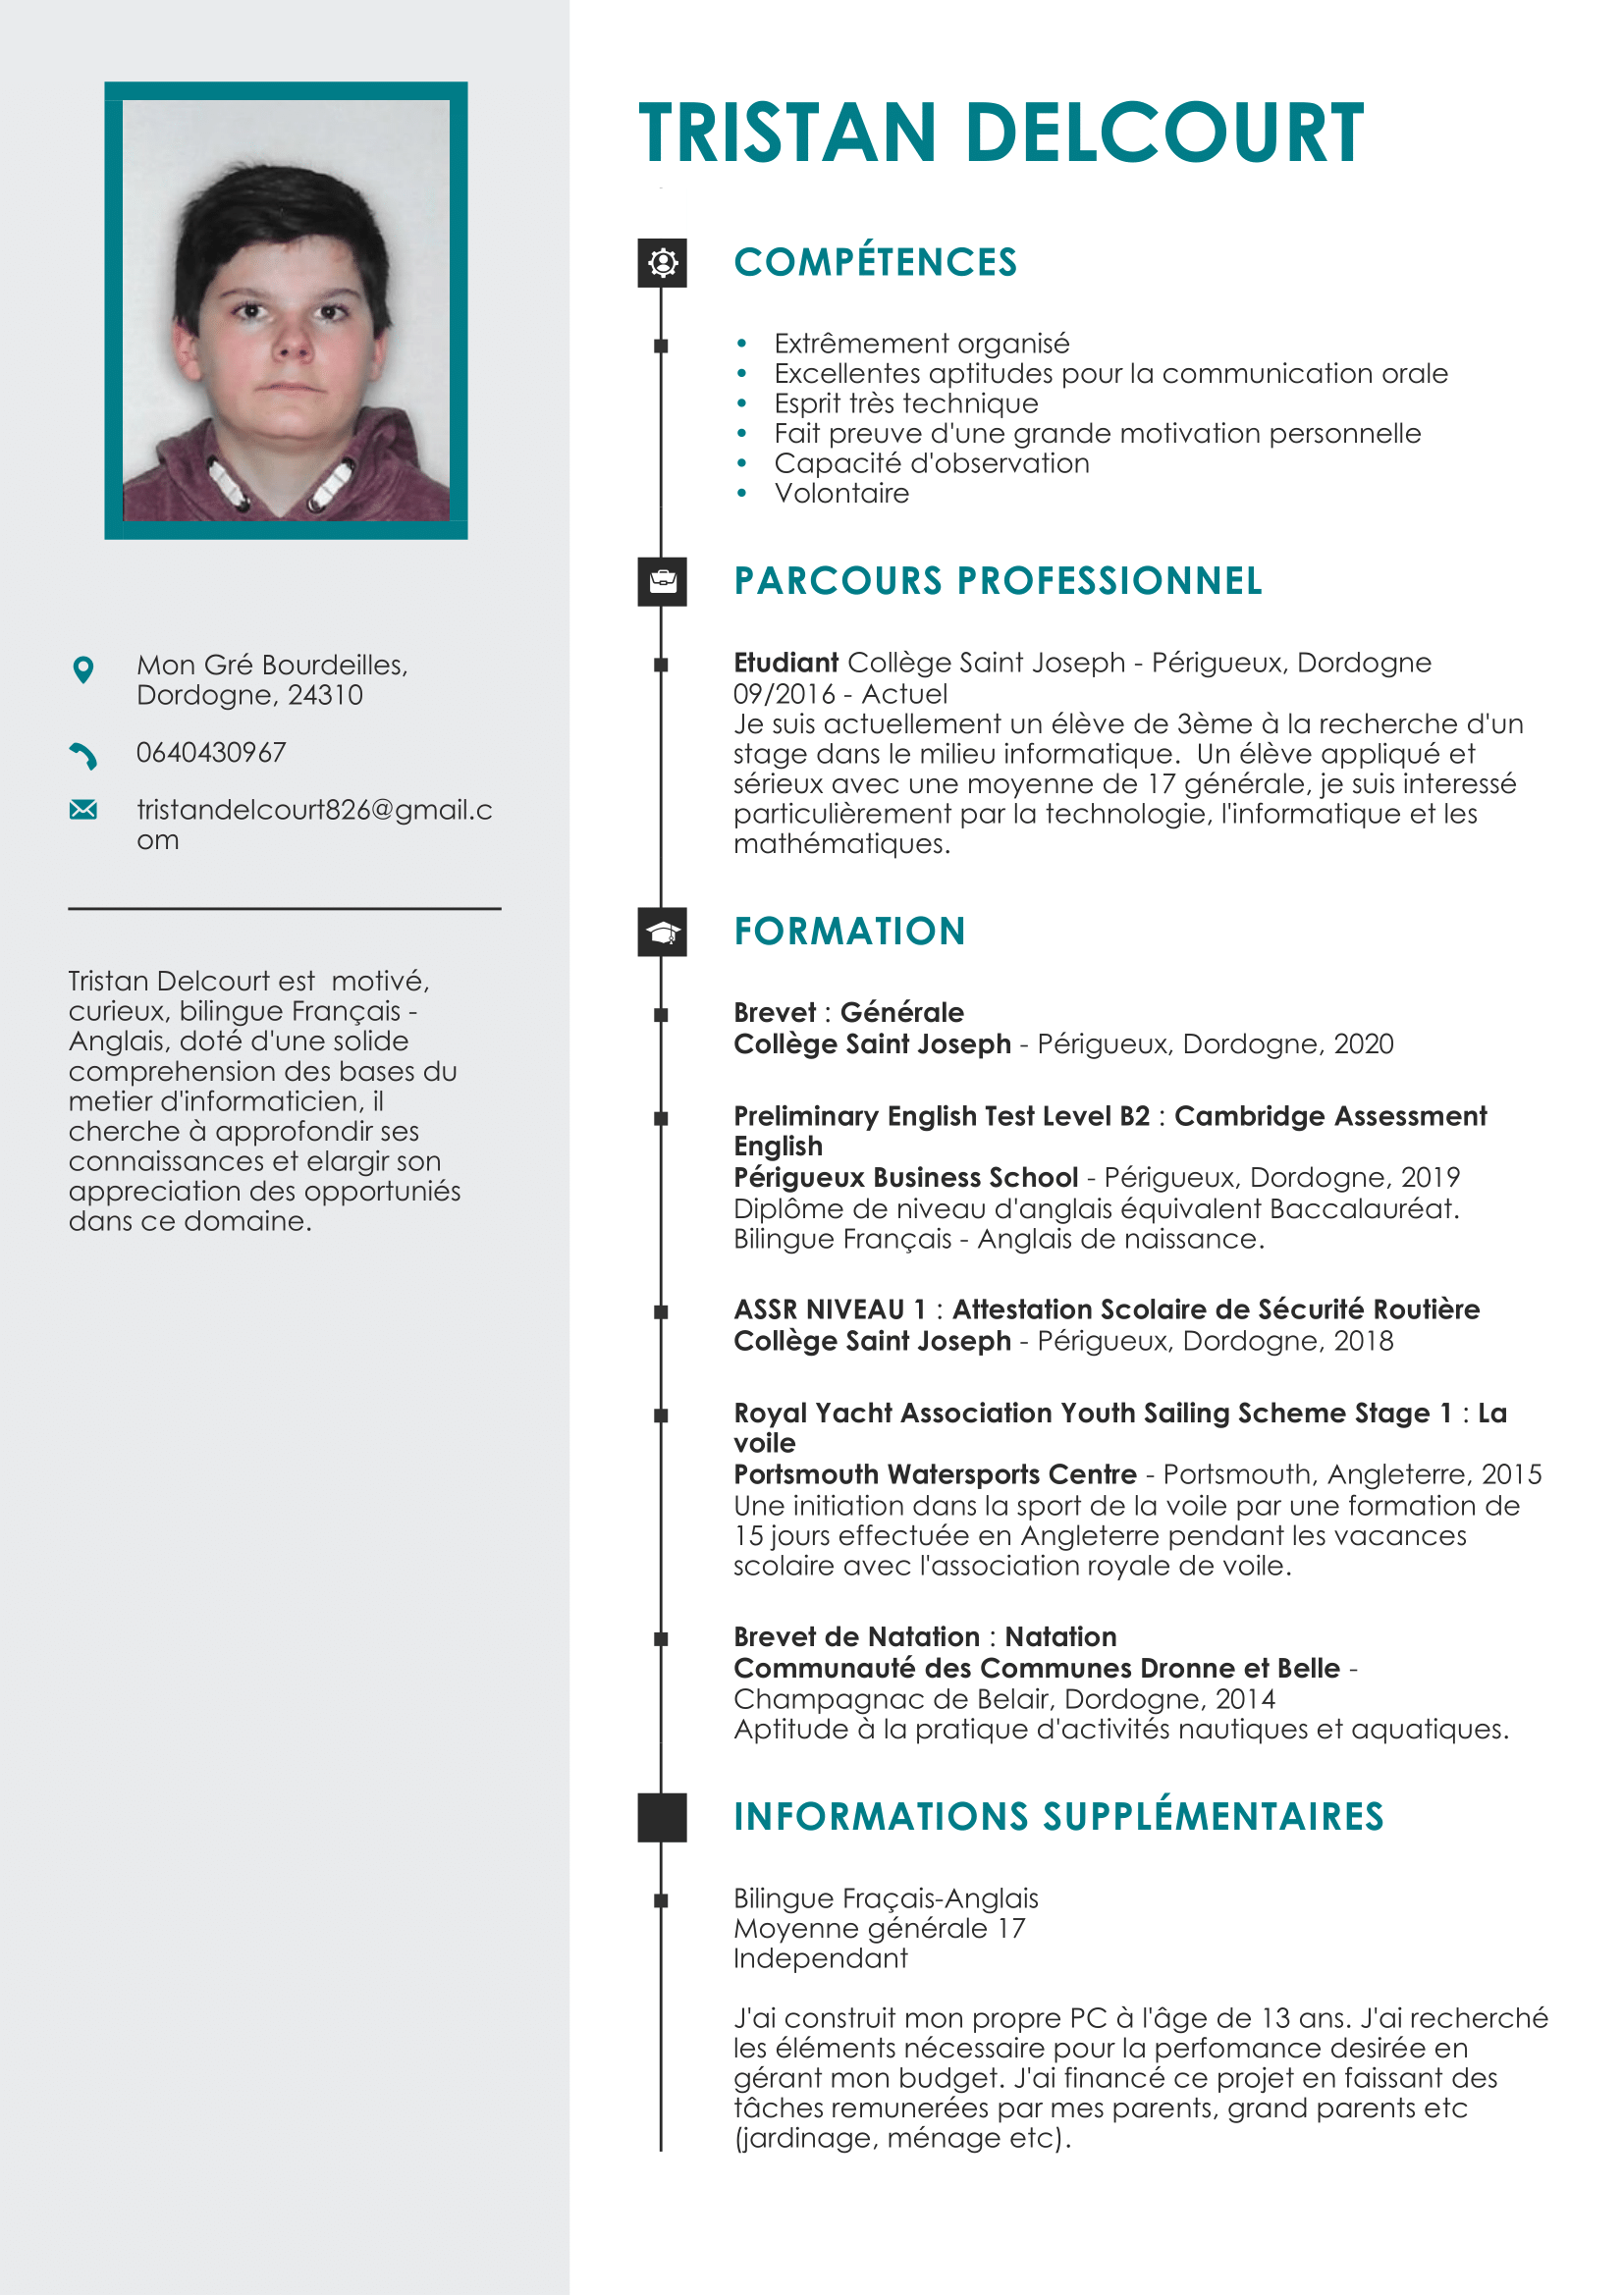 TRISTAN DELCOURT
Mon Gré Bourdeilles,
Dordogne, 24310
0640430967
tristandelcourt826@gmail.c
om
Tristan Delcourt est  motivé,
curieux, bilingue Français -
Anglais, doté d'une solide
comprehension des bases du
metier d'informaticien, il
cherche à approfondir ses
connaissances et elargir son
appreciation des opportuniés
dans ce domaine.
COMPÉTENCES
• Extrêmement organisé
• Excellentes aptitudes pour la communication orale
• Esprit très technique
• Fait preuve d'une grande motivation personnelle
• Capacité d'observation
• Volontaire
PARCOURS PROFESSIONNEL
Etudiant Collège Saint Joseph - Périgueux, Dordogne
09/2016 - Actuel
Je suis actuellement un élève de 3ème à la recherche d'un
stage dans le milieu informatique.  Un élève appliqué et
sérieux avec une moyenne de 17 générale, je suis interessé
particulièrement par la technologie, l'informatique et les
mathématiques.
FORMATION
Brevet : Générale
Collège Saint Joseph - Périgueux, Dordogne, 2020
Preliminary English Test Level B2 : Cambridge Assessment
English
Périgueux Business School - Périgueux, Dordogne, 2019
Diplôme de niveau d'anglais équivalent Baccalauréat.
Bilingue Français - Anglais de naissance.
ASSR NIVEAU 1 : Attestation Scolaire de Sécurité Routière
Collège Saint Joseph - Périgueux, Dordogne, 2018
Royal Yacht Association Youth Sailing Scheme Stage 1 : La
voile
Portsmouth Watersports Centre - Portsmouth, Angleterre, 2015
Une initiation dans la sport de la voile par une formation de
15 jours effectuée en Angleterre pendant les vacances
scolaire avec l'association royale de voile.
Brevet de Natation : Natation
Communauté des Communes Dronne et Belle -
Champagnac de Belair, Dordogne, 2014
Aptitude à la pratique d'activités nautiques et aquatiques.
INFORMATIONS SUPPLÉMENTAIRES
Bilingue Fraçais-Anglais
Moyenne générale 17
Independant
J'ai construit mon propre PC à l'âge de 13 ans. J'ai recherché
les éléments nécessaire pour la perfomance desirée en
gérant mon budget. J'ai financé ce projet en faissant des
tâches remunerées par mes parents, grand parents etc
(jardinage, ménage etc).